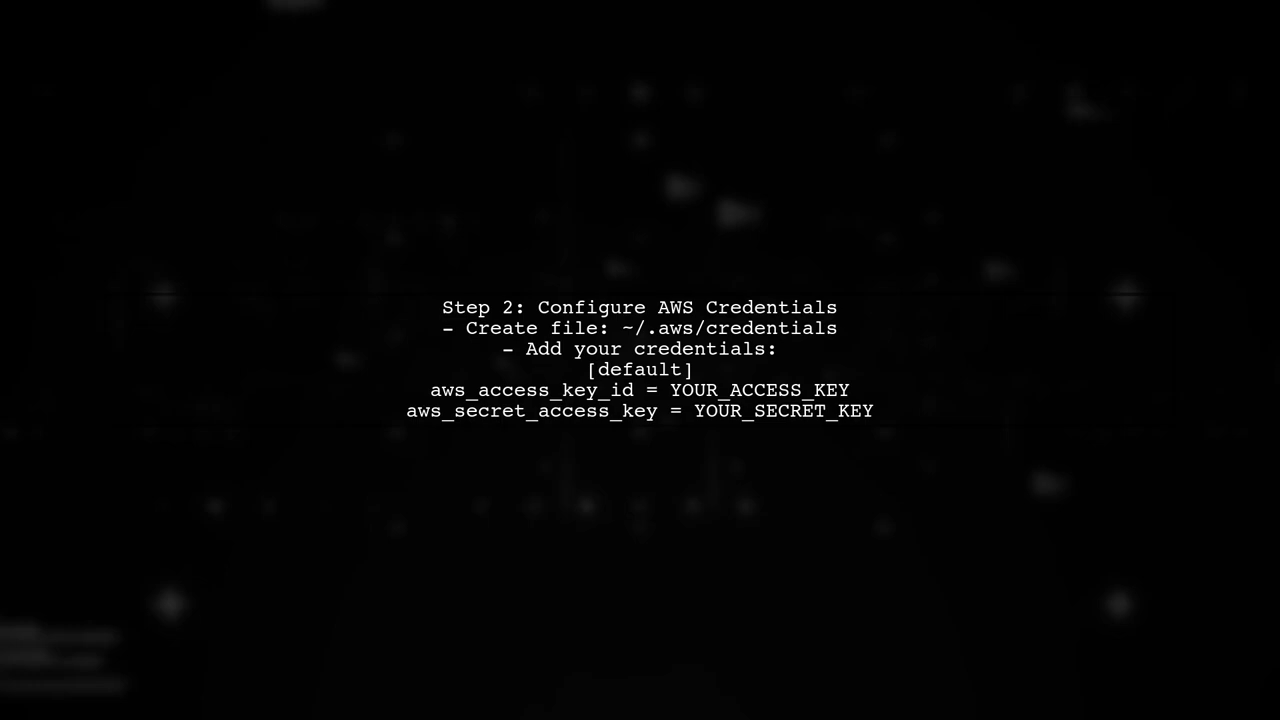 Step 2: Configure AWS Credentials
– Create file: ~/.aws/credentials
– Add your credentials:
[default]
aws_access_key_id = YOUR_ACCESS_KEY
aws_secret_access_key = YOUR_SECRET_KEY